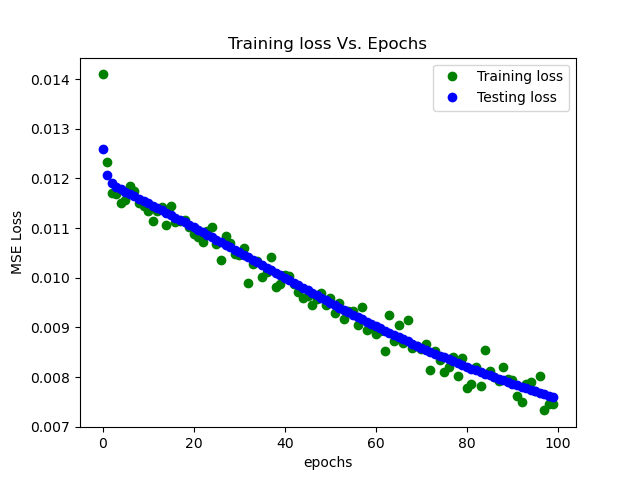 Training loss Vs. Epochs
Training loss
Testing loss
0.014
0.013
0.012
0.011
0.010
0.009
0.008
0.007
MSE Loss
0
20
40
60
80
100
epochs